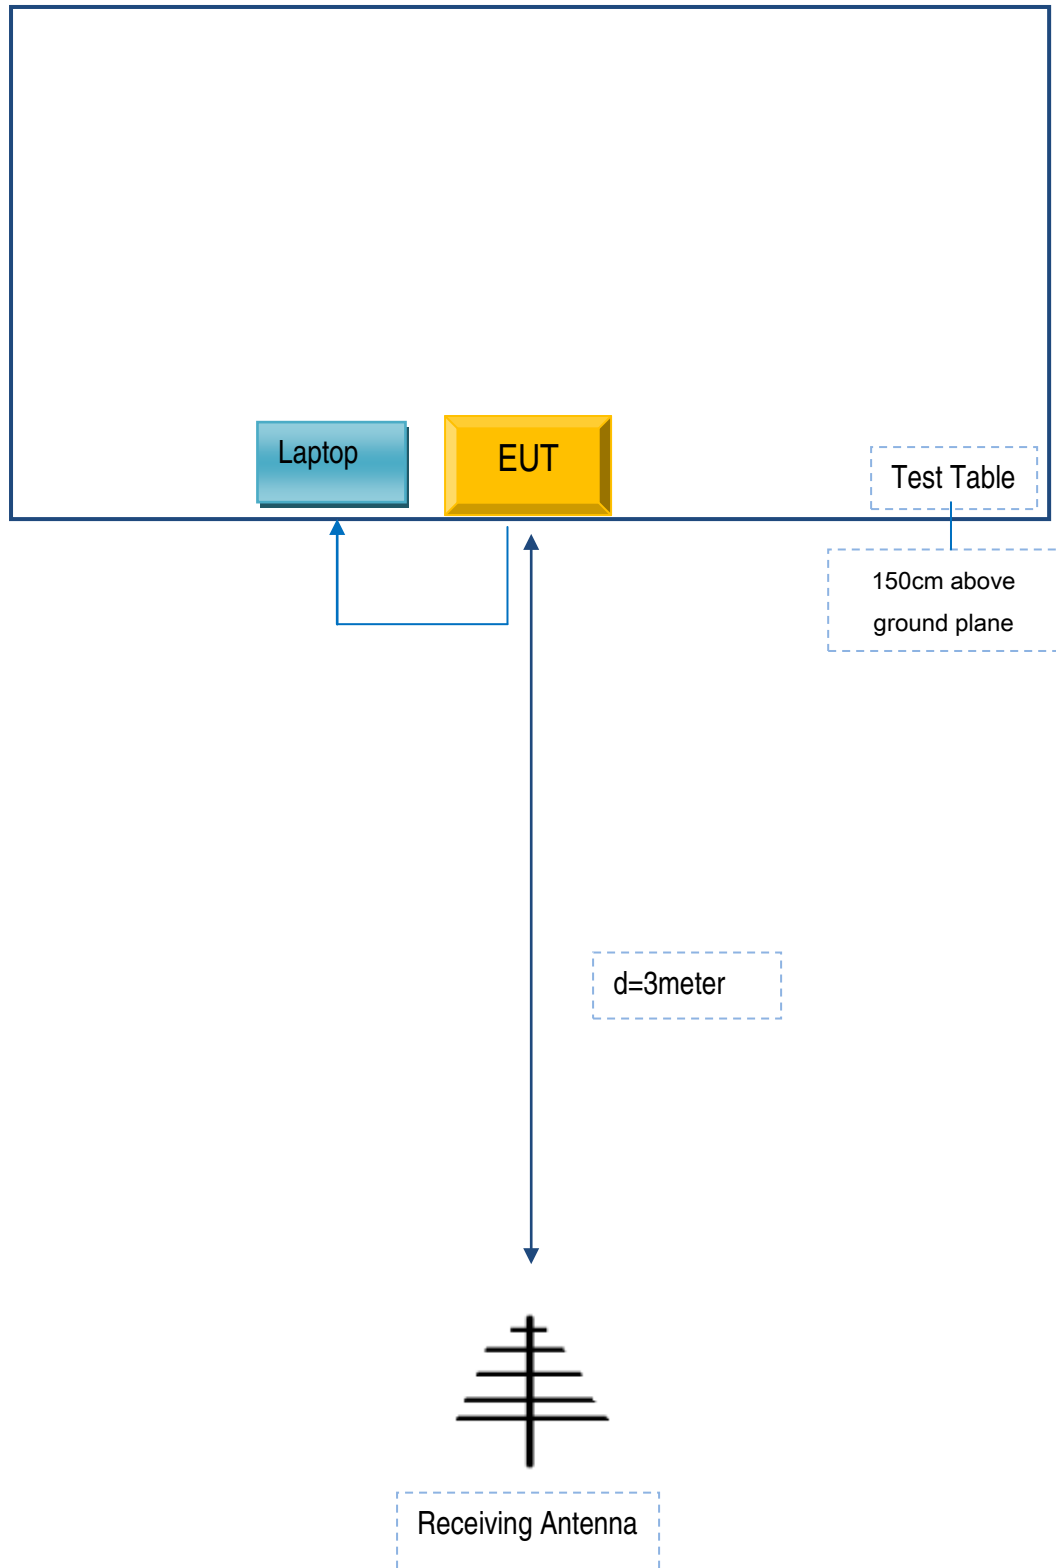 Laptop
EUT
Test Table
150cm above
ground plane
d=3meter
Receiving Antenna